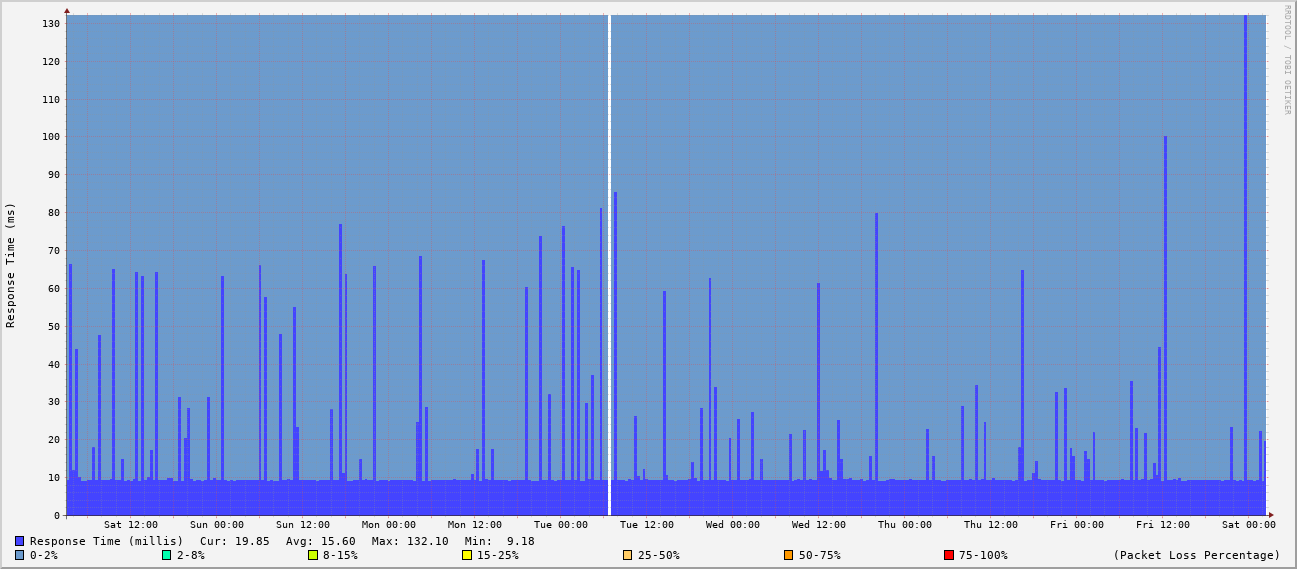 RRDTOOL / TOBI OETIKER
Response Time (ms)
130
120
110
100
90
80
70
60
50
40
30
20
10
0
Sat 12:00 Sun 00:00 Sun 12:00 Mon 00:00 Mon 12:00 Tue 00:00 Tue 12:00 Wed 00:00 Wed 12:00 Thu 00:00 Thu 12:00 Fri 00:00 Fri 12:00 Sat 00:00
Response Time (millis) Cur: 19.85 Avg: 15.60 Max: 132.10 Min: 9.18
0-2% 2-8% 8-15% 15-25% 25-50% 50-75% 75-100% (Packet Loss Percentage)